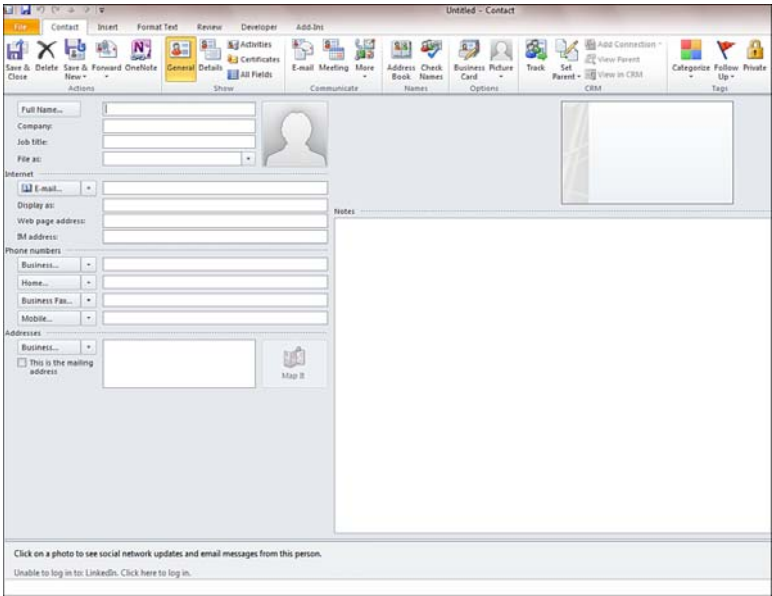 Untitled - Contact
File Contact Insert Format Text Review Developer Add-Ins
Save & Close
Delete
Save & New
Forward
OneNote
Actions
General
Details
Activities
Certificates
All Fields
Show
E-mail
Meeting
More
Communicate
Address Book
Check Names
Names
Business Card
Picture
Options
Track
Set Parent
Add Connection
View Parent
View in CRM
CRM
Categorize
Follow Up
Private
Tags
Full Name...
Company:
Job title:
File as:
Internet
E-mail...
Display as:
Web page address:
IM address:
Phone numbers
Business...
Home...
Business Fax...
Mobile...
Addresses
Business...
This is the mailing
address
Map It
Notes
Click on a photo to see social network updates and email messages from this person.
Unable to log in to: LinkedIn. Click here to log in.